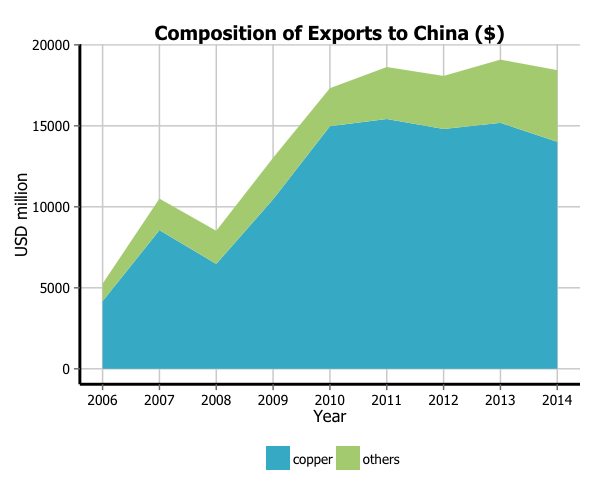 Composition of Exports to China ($)
20000
15000
10000
5000
0
USD million
2006 2007 2008 2009 2010 2011 2012 2013 2014
Year
copper others